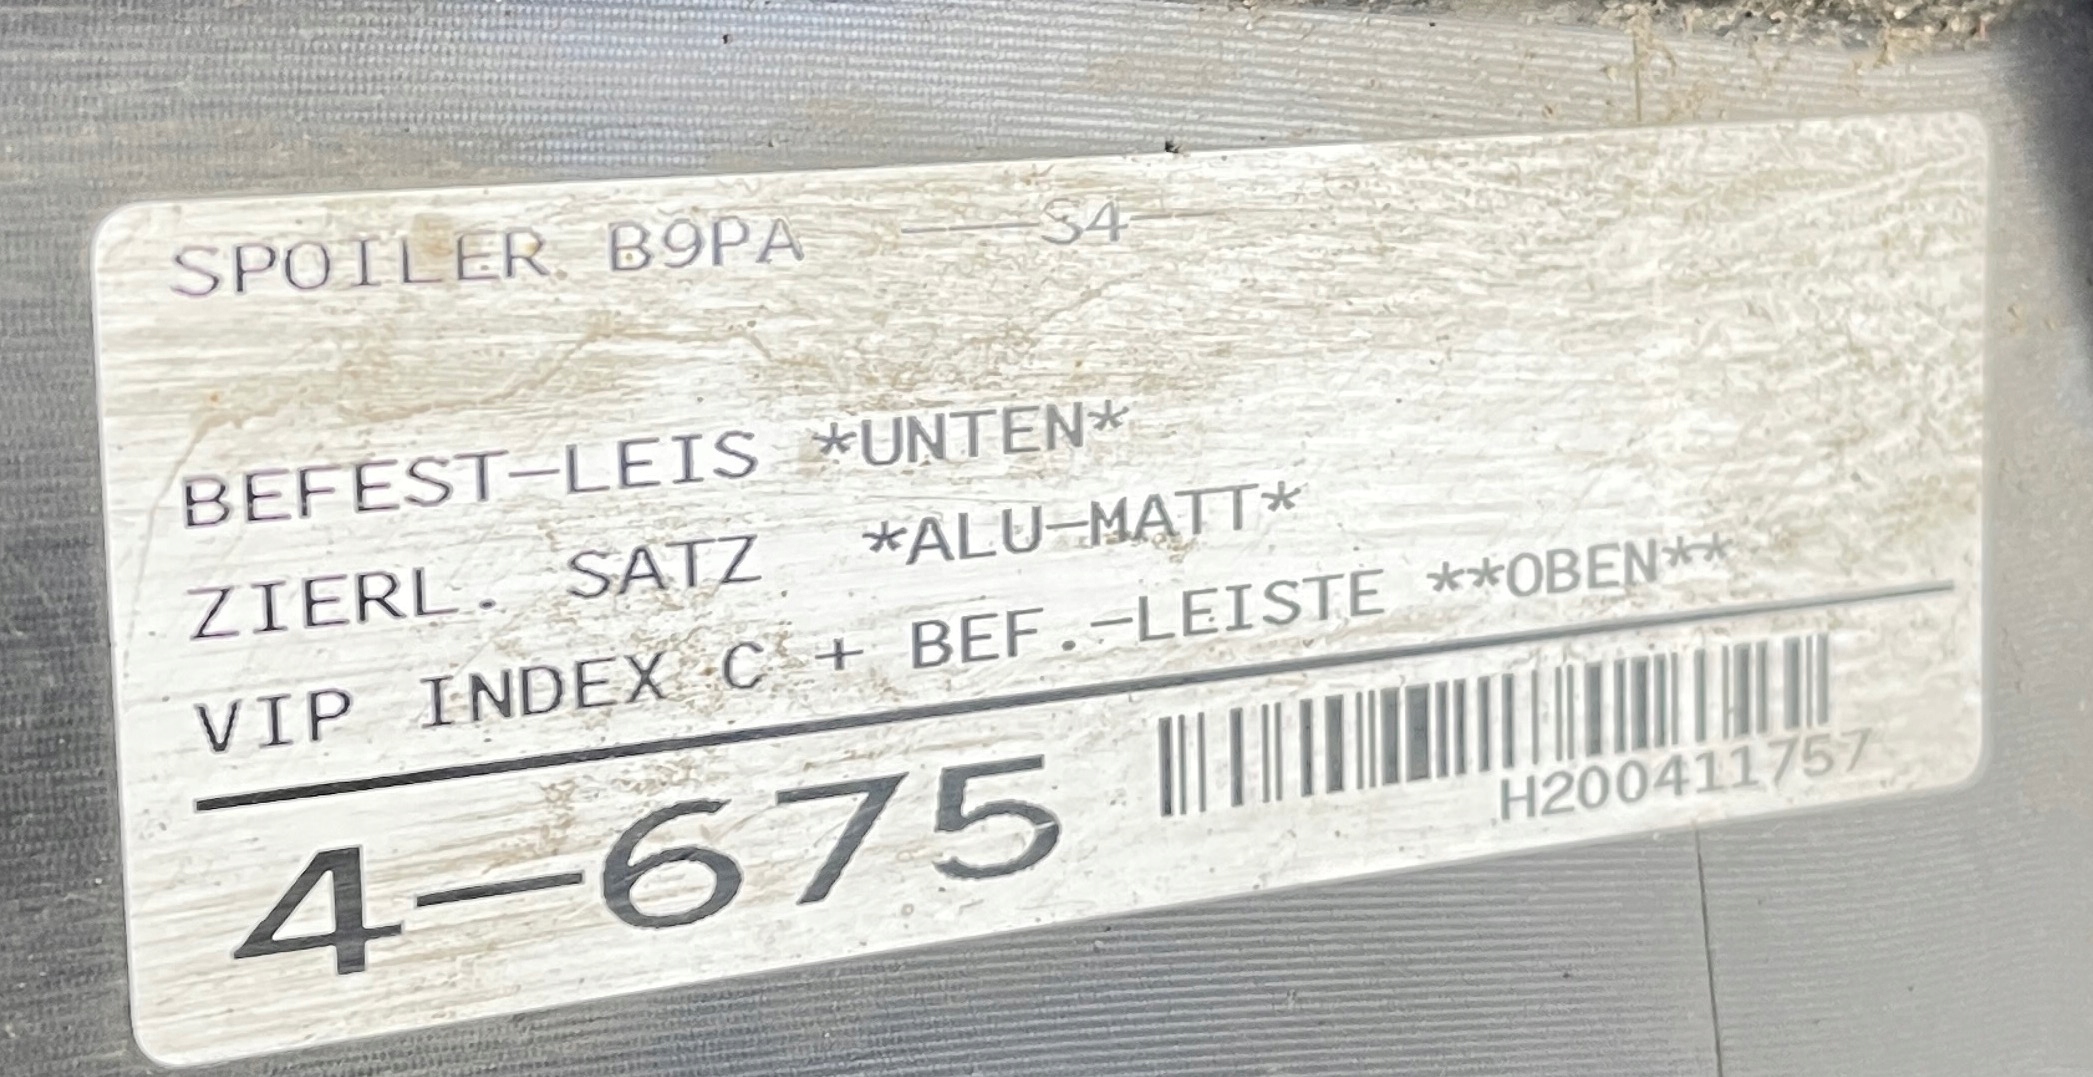 SPOILER B9PA ———S4——
BEFEST-LEIS *UNTEN*
ZIERL. SATZ *ALU-MATT*
VIP INDEX C + BEF.-LEISTE **OBEN**
4-675
H200411757